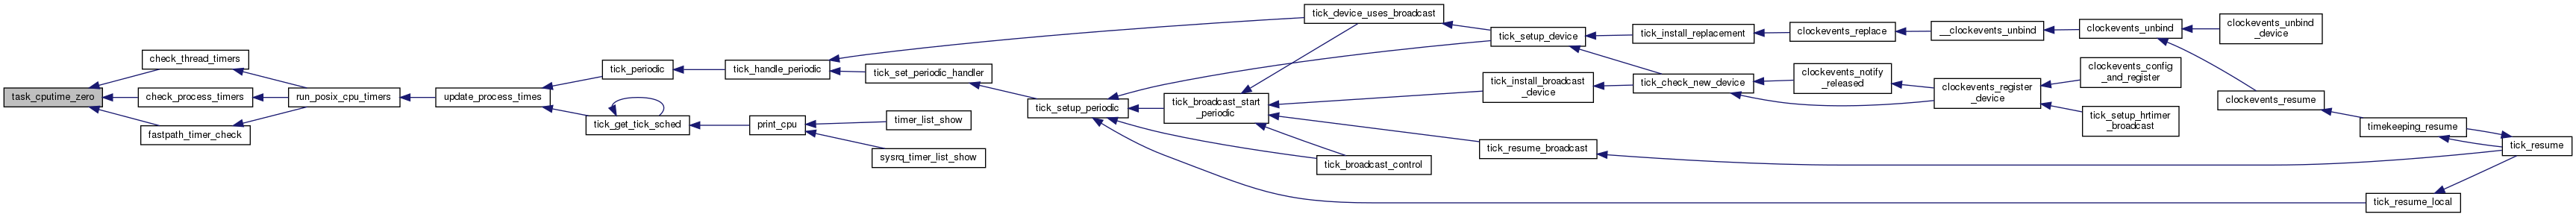 task_cputime_zero
check_thread_timers
check_process_timers
fastpath_timer_check
run_posix_cpu_timers
update_process_times
tick_periodic
tick_get_tick_sched
tick_handle_periodic
print_cpu
tick_set_periodic_handler
timer_list_show
sysrq_timer_list_show
tick_setup_periodic
tick_device_uses_broadcast
tick_broadcast_start
_periodic
tick_broadcast_control
tick_setup_device
tick_install_broadcast
_device
tick_resume_broadcast
tick_install_replacement
tick_check_new_device
clockevents_replace
clockevents_notify
_released
__clockevents_unbind
clockevents_register
_device
clockevents_unbind
clockevents_config
_and_register
tick_setup_hrtimer
_broadcast
clockevents_unbind
_device
clockevents_resume
timekeeping_resume
tick_resume_local
tick_resume